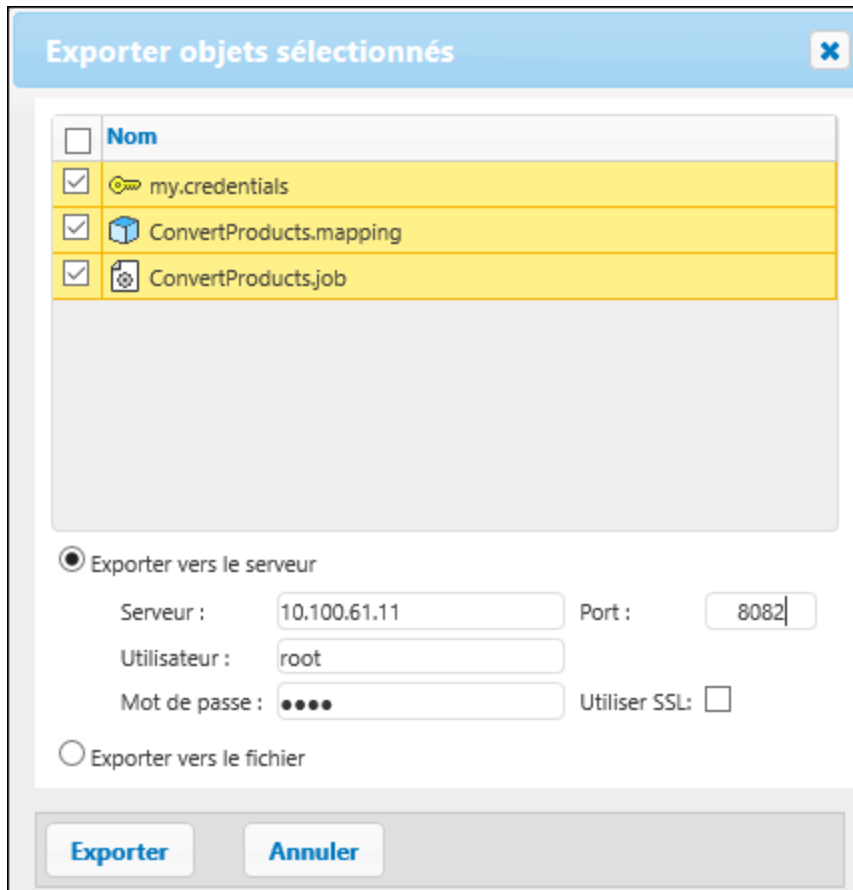 Exporter objets sélectionnés
Nom
my.credentials
ConvertProducts.mapping
ConvertProducts.job
Exporter vers le serveur
Serveur : 10.100.61.11 Port : 8082
Utilisateur : root
Mot de passe : •••• Utiliser SSL:
Exporter vers le fichier
Exporter Annuler